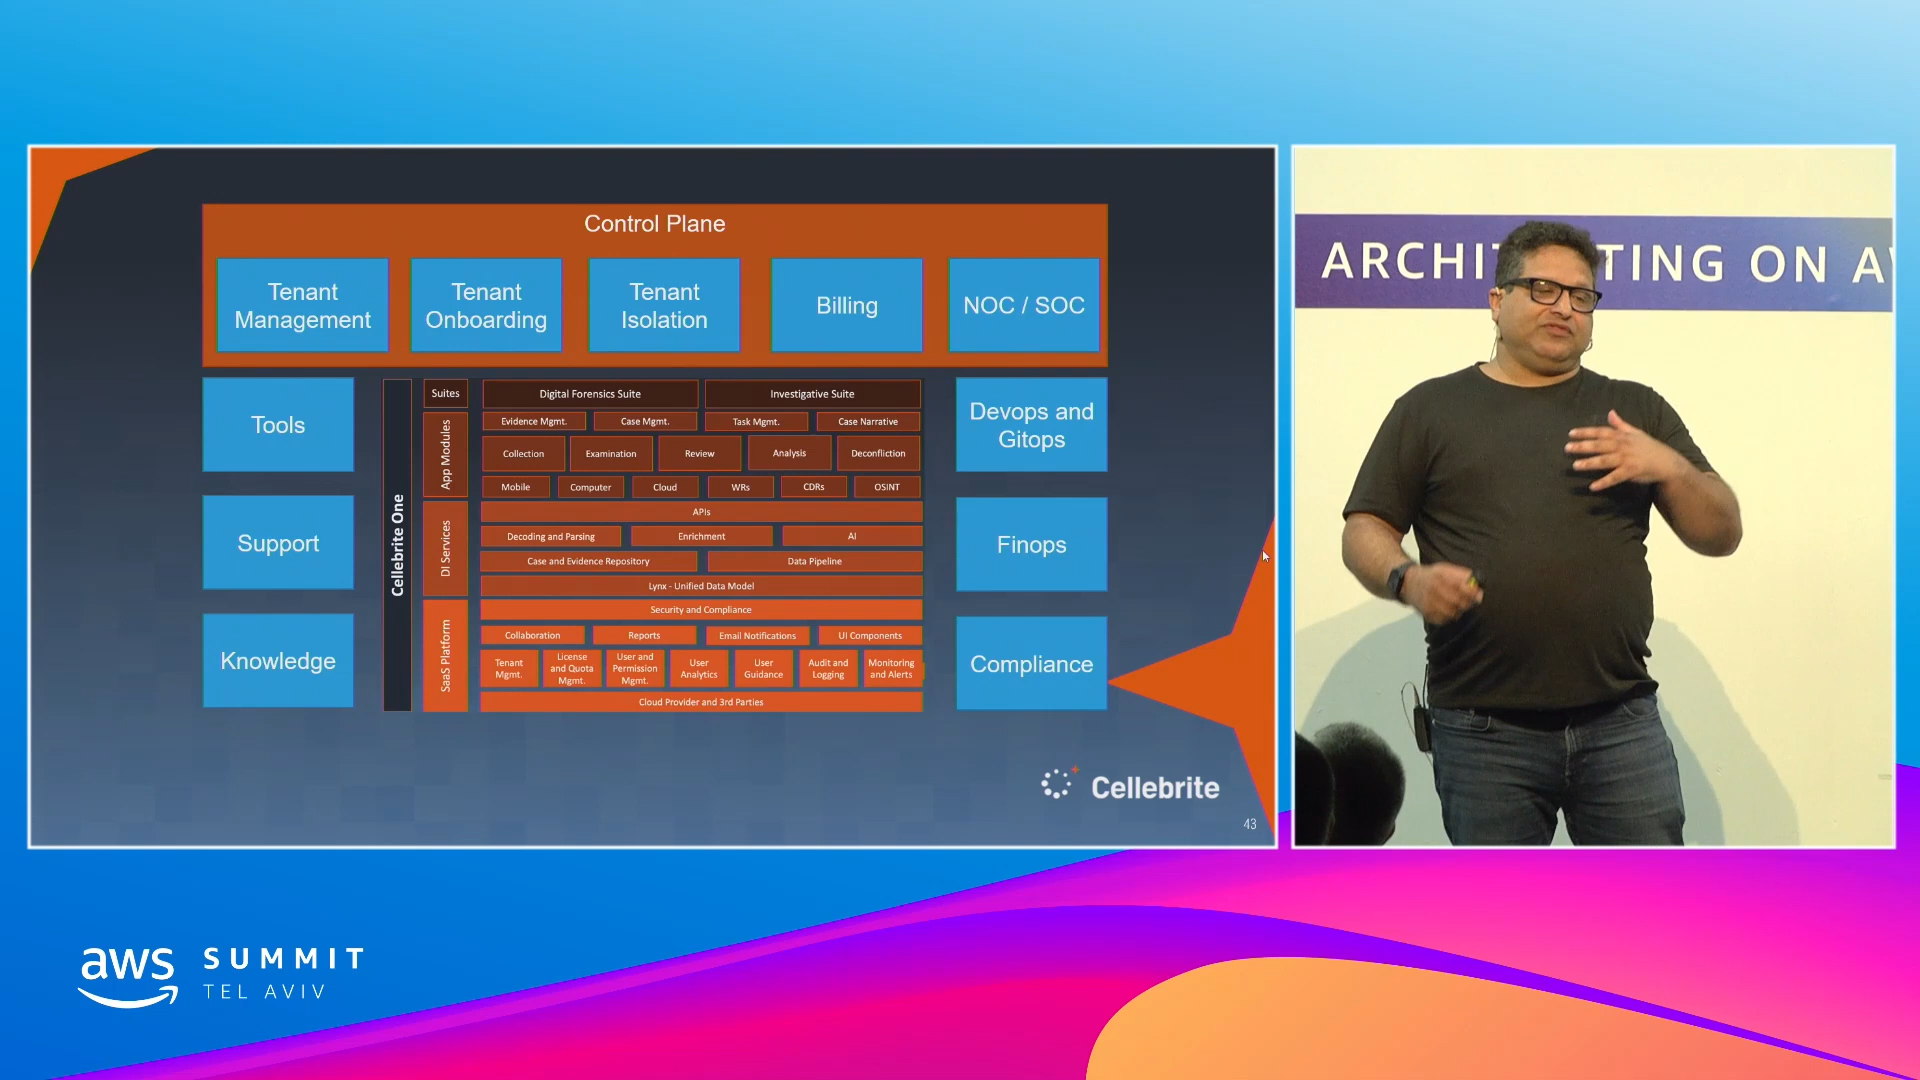 Control Plane
Tenant
Management
Tenant
Onboarding
Tenant
Isolation
Billing
NOC / SOC
Tools
Support
Knowledge
Cellebrite One
Suites
Digital Forensics Suite
Investigative Suite
App Modules
Evidence Mgmt.
Case Mgmt.
Task Mgmt.
Case Narrative
Collection
Examination
Review
Analysis
Deconfliction
Mobile
Computer
Cloud
WRs
CDRs
OSINT
DI Services
APIs
Decoding and Parsing
Enrichment
AI
Case and Evidence Repository
Data Pipeline
Lynx - Unified Data Model
SaaS Platform
Security and Compliance
Collaboration
Reports
Email Notifications
UI Components
Tenant
Mgmt.
License
and Quota
Mgmt.
User and
Permission
Mgmt.
User
Analytics
User
Guidance
Audit and
Logging
Monitoring
and Alerts
Cloud Provider and 3rd Parties
Devops and
Gitops
Finops
Compliance
Cellebrite
43
ARCHI TING ON A
aws SUMMIT
TEL AVIV